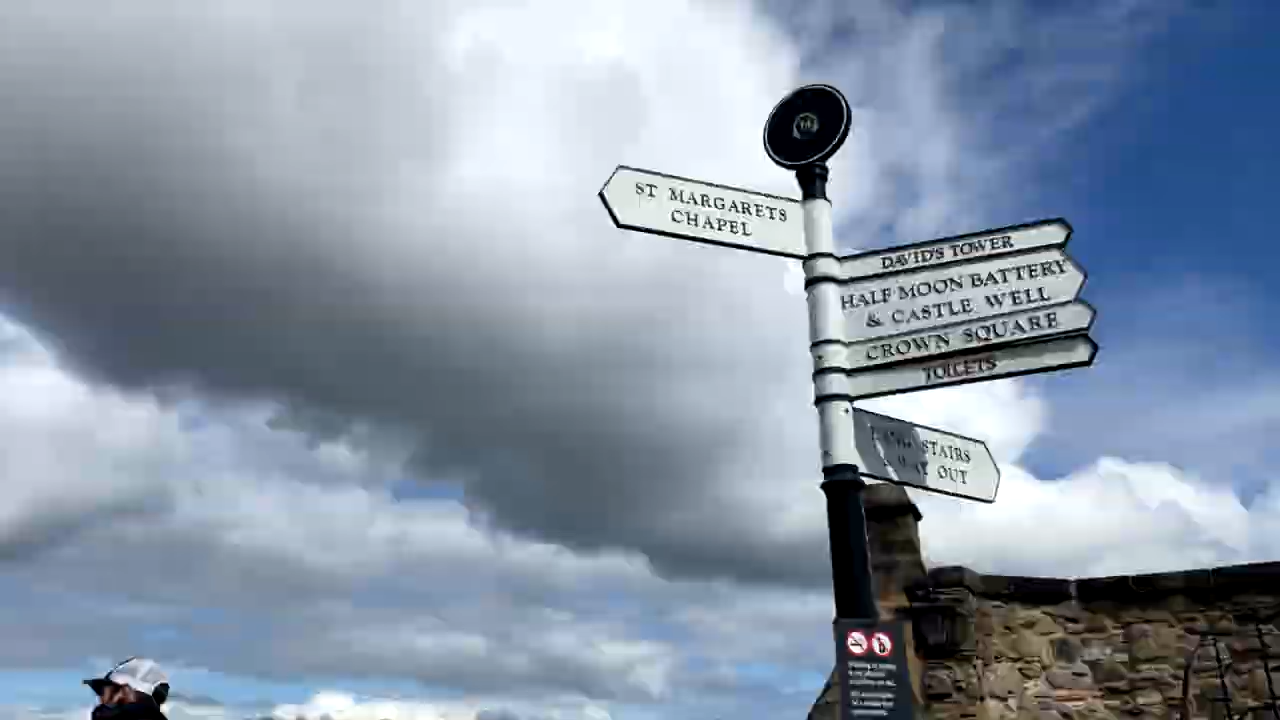 ST MARGARETS
CHAPEL
DAVID'S TOWER
HALF MOON BATTERY
& CASTLE WELL
CROWN SQUARE
TOILETS
STAIRS
OUT